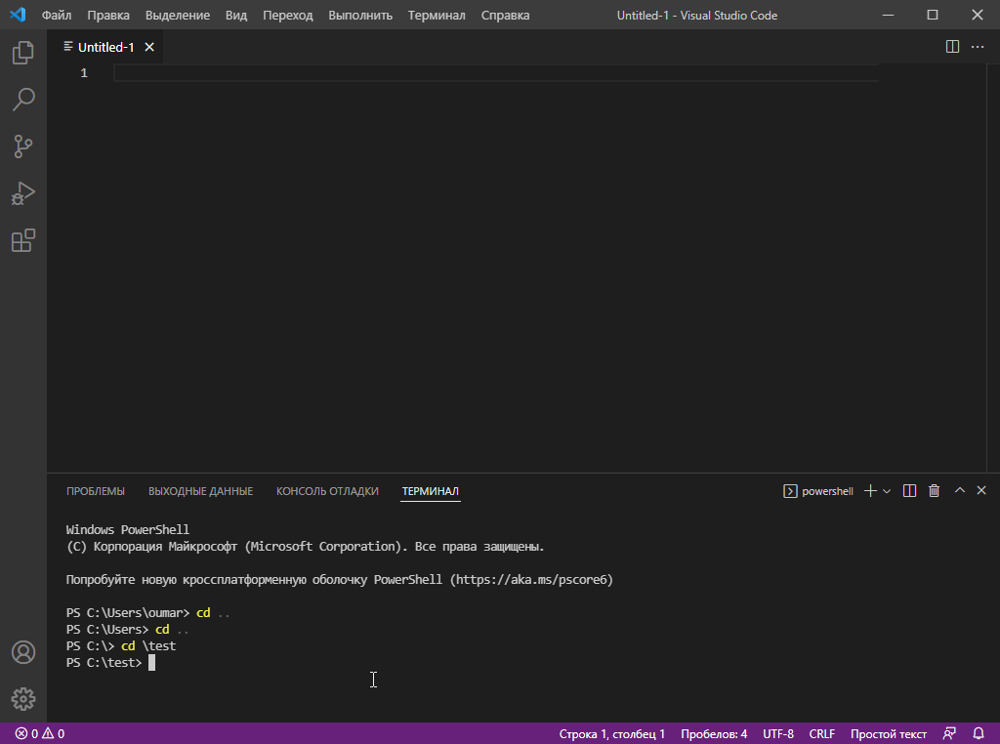 Файл Правка Выделение Вид Переход Выполнить Терминал Справка Untitled-1 - Visual Studio Code
Untitled-1
1
ПРОБЛЕМЫ ВЫХОДНЫЕ ДАННЫЕ КОНСОЛЬ ОТЛАДКИ ТЕРМИНАЛ powershell
Windows PowerShell
(C) Корпорация Майкрософт (Microsoft Corporation). Все права защищены.
Попробуйте новую кроссплатформенную оболочку PowerShell (https://aka.ms/pscore6)
PS C:\Users\oumar> cd ..
PS C:\Users> cd ..
PS C:\> cd \test
PS C:\test>
0 0 Строка 1, столбец 1 Пробелов: 4 UTF-8 CRLF Простой текст